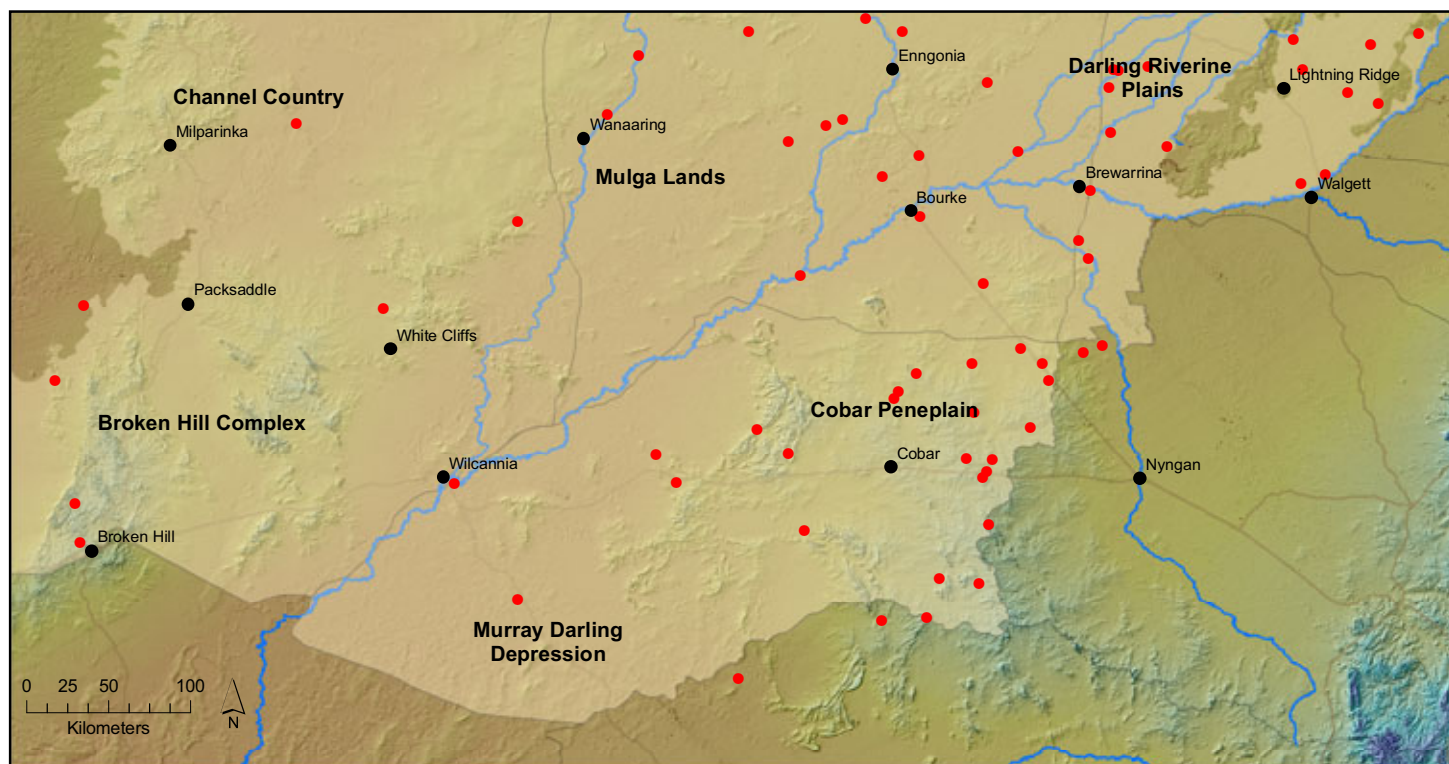 Enngonia
Darling Riverine
Plains
Lightning Ridge
Channel Country
Milparinka
Wanaaring
Mulga Lands
Brewarrina
Walgett
Bourke
Packsaddle
White Cliffs
Broken Hill Complex
Cobar Peneplain
Wilcannia
Cobar
Nyngan
Broken Hill
Murray Darling
Depression
0 25 50 100
Kilometers
N